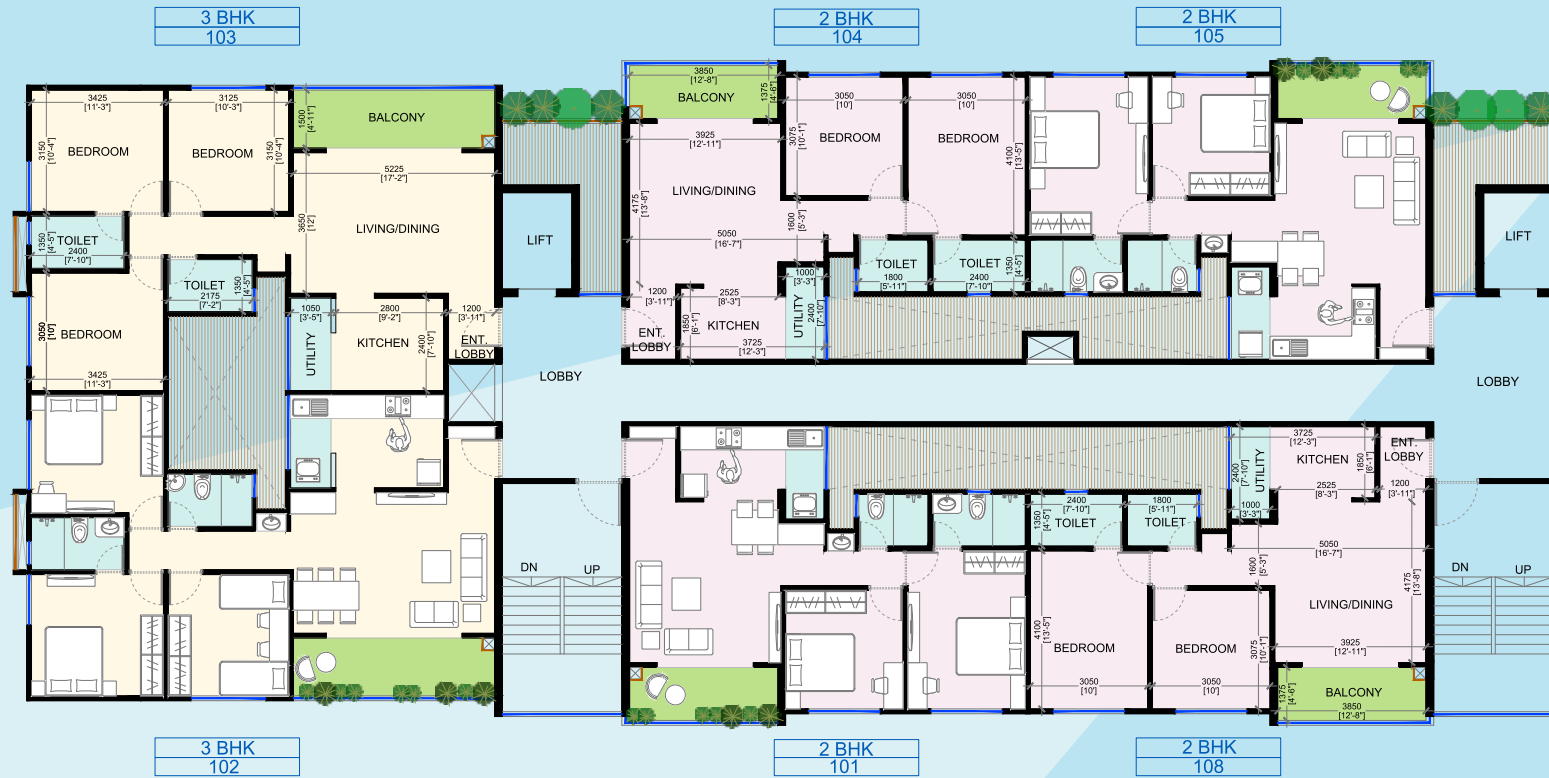 3 BHK
103
2 BHK
104
2 BHK
105
3425
[11'-3"]
3125
[10'-3"]
1500
[4'-11"]
BALCONY
3150
[10'-4"]
BEDROOM
BEDROOM
3150
[10'-4"]
5225
[17'-2"]
3650
[12']
LIVING/DINING
1350
[4'-5"]
TOILET
2400
[7'-10"]
TOILET
2175
[7'-2"]
1350
[4'-5"]
3050
[10']
BEDROOM
3425
[11'-3"]
1050
[3'-5"]
UTILITY
2800
[9'-2"]
KITCHEN
2400
[7'-10"]
1200
[3'-11"]
ENT.
LOBBY
LIFT
LOBBY
3850
[12'-8"]
BALCONY
1375
[4'-6"]
3050
[10']
3050
[10']
3925
[12'-11"]
3075
[10'-1"]
BEDROOM
BEDROOM
4100
[13'-5"]
LIVING/DINING
4175
[13'-8"]
1600
[5'-3"]
5050
[16'-7"]
TOILET
1800
[5'-11"]
TOILET
2400
[7'-10"]
1350
[4'-5"]
1000
[3'-3"]
1200
[3'-11"]
2525
[8'-3"]
UTILITY
2400
[7'-10"]
1850
[6'-1"]
KITCHEN
3725
[12'-3"]
ENT.
LOBBY
LIFT
LOBBY
3725
[12'-3"]
ENT.
LOBBY
KITCHEN
1850
[6'-1"]
UTILITY
2400
[7'-10"]
2525
[8'-3"]
1200
[3'-11"]
1000
[3'-3"]
2400
[7'-10"]
TOILET
1350
[4'-5"]
1800
[5'-11"]
TOILET
5050
[16'-7"]
1600
[5'-3"]
4175
[13'-8"]
LIVING/DINING
4100
[13'-5"]
BEDROOM
BEDROOM
3075
[10'-1"]
3925
[12'-11"]
3050
[10']
3050
[10']
1375
[4'-6"]
BALCONY
3850
[12'-8"]
DN
UP
DN
UP
3 BHK
102
2 BHK
101
2 BHK
108